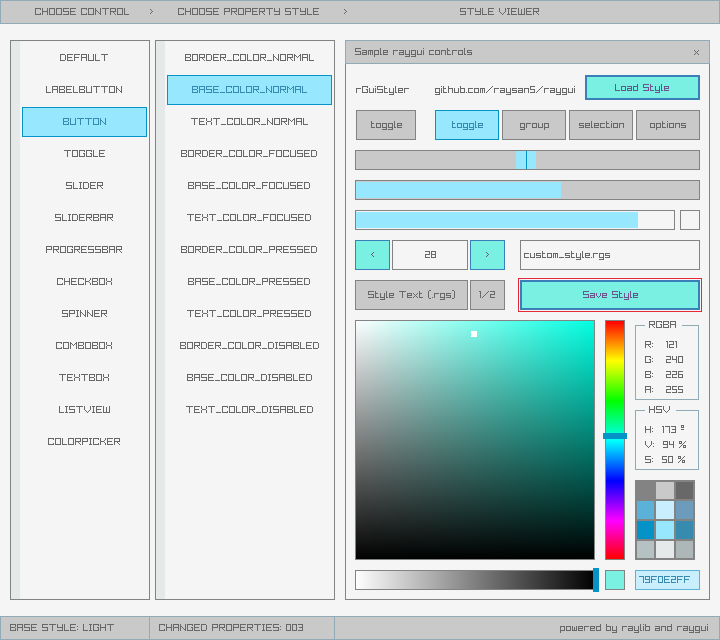 CHOOSE CONTROL > CHOOSE PROPERTY STYLE > STYLE VIEWER
DEFAULT
LABELBUTTON
BUTTON
TOGGLE
SLIDER
SLIDERBAR
PROGRESSBAR
CHECKBOX
SPINNER
COMBOBOX
TEXTBOX
LISTVIEW
COLORPICKER
BORDER_COLOR_NORMAL
BASE_COLOR_NORMAL
TEXT_COLOR_NORMAL
BORDER_COLOR_FOCUSED
BASE_COLOR_FOCUSED
TEXT_COLOR_FOCUSED
BORDER_COLOR_PRESSED
BASE_COLOR_PRESSED
TEXT_COLOR_PRESSED
BORDER_COLOR_DISABLED
BASE_COLOR_DISABLED
TEXT_COLOR_DISABLED
Sample raygui controls x
rGuiStyler github.com/raysan5/raygui Load Style
toggle toggle group selection options
< 28 > custom_style.rgs
Style Text (.rgs) 1/2 Save Style
RGBA
R: 121
G: 240
B: 226
A: 255
HSV
H: 173 º
V: 94 %
S: 50 %
79F0E2FF
BASE STYLE: LIGHT CHANGED PROPERTIES: 003 powered by raylib and raygui